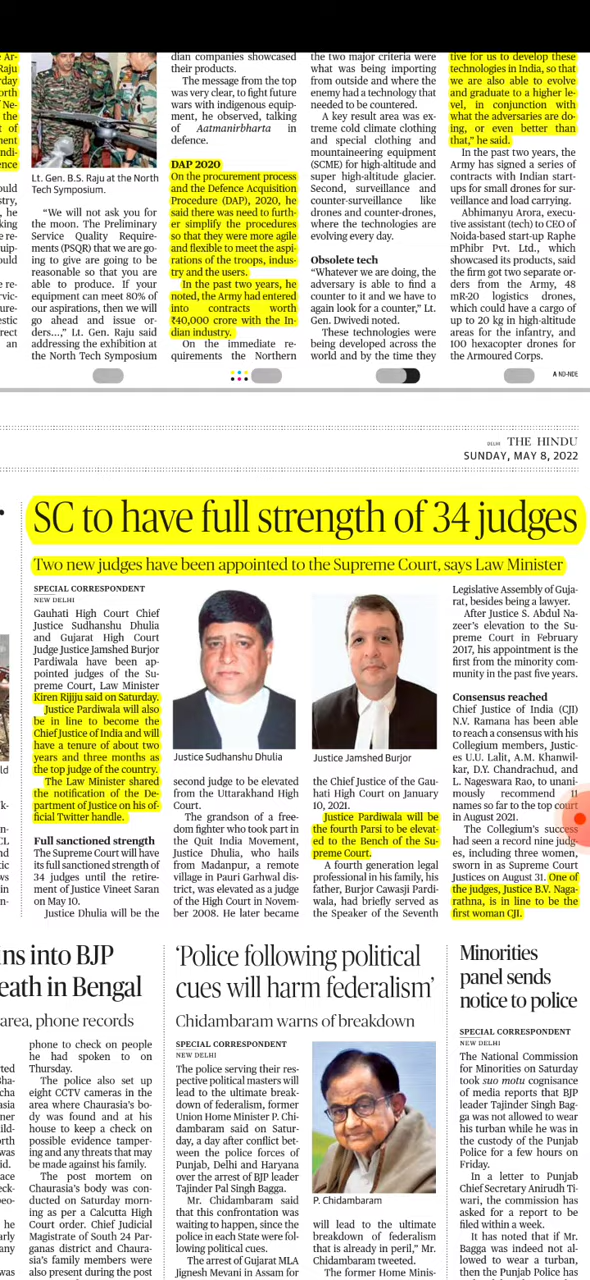 e Ar-
Raju
rday
orth
f Ne-
the
t of
ment
ndi-
ence
ould
stry,
, he
king
e re-
uip-
ould
e re-
rvic-
ure-
estic
rect
an
Lt. Gen. B.S. Raju at the North
Tech Symposium.
“We will not ask you for
the moon. The Preliminary
Service Quality Require-
ments (PSQR) that we are go-
ing to give are going to be
reasonable so that you are
able to produce. If your
equipment can meet 80% of
our aspirations, then we will
go ahead and issue or-
ders...,” Lt. Gen. Raju said
addressing the exhibition at
the North Tech Symposium
dian companies showcased
their products.
The message from the top
was very clear, to fight future
wars with indigenous equip-
ment, he observed, talking
of Aatmanirbharta in
defence.
DAP 2020
On the procurement process
and the Defence Acquisition
Procedure (DAP), 2020, he
said there was need to furth-
er simplify the procedures
so that they were more agile
and flexible to meet the aspi-
rations of the troops, indus-
try and the users.
In the past two years, he
noted, the Army had entered
into contracts worth
₹40,000 crore with the In-
dian industry.
On the immediate re-
quirements the Northern
the two major criteria were
what was being importing
from outside and where the
enemy had a technology that
needed to be countered.
A key result area was ex-
treme cold climate clothing
and special clothing and
mountaineering equipment
(SCME) for high-altitude and
super high-altitude glacier.
Second, surveillance and
counter-surveillance like
drones and counter-drones,
where the technologies are
evolving every day.
Obsolete tech
“Whatever we are doing, the
adversary is able to find a
counter to it and we have to
again look for a counter,” Lt.
Gen. Dwivedi noted.
These technologies were
being developed across the
world and by the time they
tive for us to develop these
technologies in India, so that
we are also able to evolve
and graduate to a higher le-
vel, in conjunction with
what the adversaries are do-
ing, or even better than
that,” he said.
In the past two years, the
Army has signed a series of
contracts with Indian start-
ups for small drones for sur-
veillance and load carrying.
Abhimanyu Arora, execu-
tive assistant (tech) to CEO of
Noida-based start-up Raphe
mPhibr Pvt. Ltd., which
showcased its products, said
the firm got two separate or-
ders from the Army, 48
mR-20 logistics drones,
which could have a cargo of
up to 20 kg in high-altitude
areas for the infantry, and
100 hexacopter drones for
the Armoured Corps.
A ND-NDE
DELHI THE HINDU
SUNDAY, MAY 8, 2022
SC to have full strength of 34 judges
Two new judges have been appointed to the Supreme Court, says Law Minister
SPECIAL CORRESPONDENT
NEW DELHI
Gauhati High Court Chief
Justice Sudhanshu Dhulia
and Gujarat High Court
Judge Justice Jamshed Burjor
Pardiwala have been ap-
pointed judges of the Su-
preme Court, Law Minister
Kiren Rijiju said on Saturday.
Justice Pardiwala will also
be in line to become the
Chief Justice of India and will
have a tenure of about two
years and three months as
the top judge of the country.
The Law Minister shared
the notification of the De-
partment of Justice on his of-
ficial Twitter handle.
Full sanctioned strength
The Supreme Court will have
its full sanctioned strength of
34 judges until the retire-
ment of Justice Vineet Saran
on May 10.
Justice Dhulia will be the
Justice Sudhanshu Dhulia
second judge to be elevated
from the Uttarakhand High
Court.
The grandson of a free-
dom fighter who took part in
the Quit India Movement,
Justice Dhulia, who hails
from Madanpur, a remote
village in Pauri Garhwal dis-
trict, was elevated as a judge
of the High Court in Novem-
ber 2008. He later became
Justice Jamshed Burjor
the Chief Justice of the Gau-
hati High Court on January
10, 2021.
Justice Pardiwala will be
the fourth Parsi to be elevat-
ed to the Bench of the Su-
preme Court.
A fourth generation legal
professional in his family, his
father, Burjor Cawasji Pardi-
wala, had briefly served as
the Speaker of the Seventh
Legislative Assembly of Guja-
rat, besides being a lawyer.
After Justice S. Abdul Na-
zeer’s elevation to the Su-
preme Court in February
2017, his appointment is the
first from the minority com-
munity in the past five years.
Consensus reached
Chief Justice of India (CJI)
N.V. Ramana has been able
to reach a consensus with his
Collegium members, Justic-
es U.U. Lalit, A.M. Khanwil-
kar, D.Y. Chandrachud, and
L. Nageswara Rao, to unani-
mously recommend 11
names so far to the top court
in August 2021.
The Collegium’s success
had seen a record nine judg-
es, including three women,
sworn in as Supreme Court
Justices on August 31. One of
the judges, Justice B.V. Naga-
rathna, is in line to be the
first woman CJI.
ins into BJP
eath in Bengal
area, phone records
phone to check on people
he had spoken to on
Thursday.
The police also set up
eight CCTV cameras in the
area where Chaurasia’s bo-
dy was found and at his
house to keep a check on
possible evidence tamper-
ing and any threats that may
be made against his family.
The post mortem on
Chaurasia’s body was con-
ducted on Saturday morn-
ing as per a Calcutta High
Court order. Chief Judicial
Magistrate of South 24 Par-
ganas district and Chaura-
sia’s family members were
also present during the post
‘Police following political
cues will harm federalism’
Chidambaram warns of breakdown
SPECIAL CORRESPONDENT
NEW DELHI
The police serving their res-
pective political masters will
lead to the ultimate break-
down of federalism, former
Union Home Minister P. Chi-
dambaram said on Satur-
day, a day after conflict bet-
ween the police forces of
Punjab, Delhi and Haryana
over the arrest of BJP leader
Tajinder Pal Singh Bagga.
Mr. Chidambaram said
that this confrontation was
waiting to happen, since the
police in each State were fol-
lowing political cues.
The arrest of Gujarat MLA
Jignesh Mevani in Assam for
P. Chidambaram
will lead to the ultimate
breakdown of federalism
that is already in peril,” Mr.
Chidambaram tweeted.
The former Home Minis-
Minorities
panel sends
notice to police
SPECIAL CORRESPONDENT
NEW DELHI
The National Commission
for Minorities on Saturday
took suo motu cognisance
of media reports that BJP
leader Tajinder Singh Bag-
ga was not allowed to wear
his turban while he was in
the custody of the Punjab
Police for a few hours on
Friday.
In a letter to Punjab
Chief Secretary Anirudh Ti-
wari, the commission has
asked for a report to be
filed within a week.
It has noted that if Mr.
Bagga was indeed not al-
lowed to wear a turban,
then the Punjab Police has